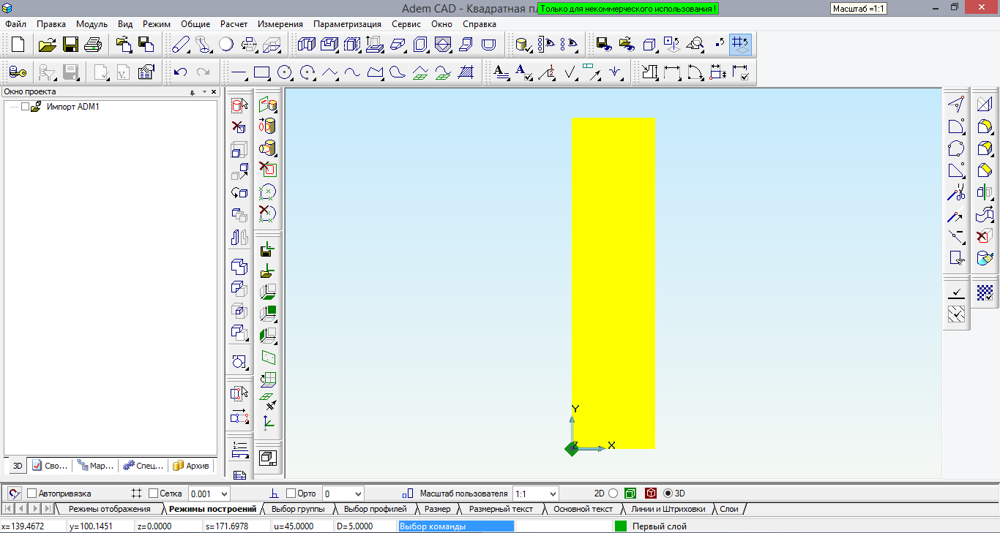 Adem CAD - Квадратная пл
Только для некоммерческого использования !
Масштаб =1:1
Файл Правка Модуль Вид Режим Общие Расчет Измерения Параметризация Сервис Окно Справка
Окно проекта
Импорт ADM1
Y
Z X
3D Сво... Мар... Спец... Архив
Автопривязка Сетка 0.001 Орто 0 Масштаб пользователя 1:1 2D 3D
Режимы отображения Режимы построений Выбор группы Выбор профилей Размер Размерный текст Основной текст Линии и Штриховки Слои
x=139.4672 y=100.1451 z=0.0000 s=171.6978 u=45.0000 D=5.0000 Выбор команды Первый слой